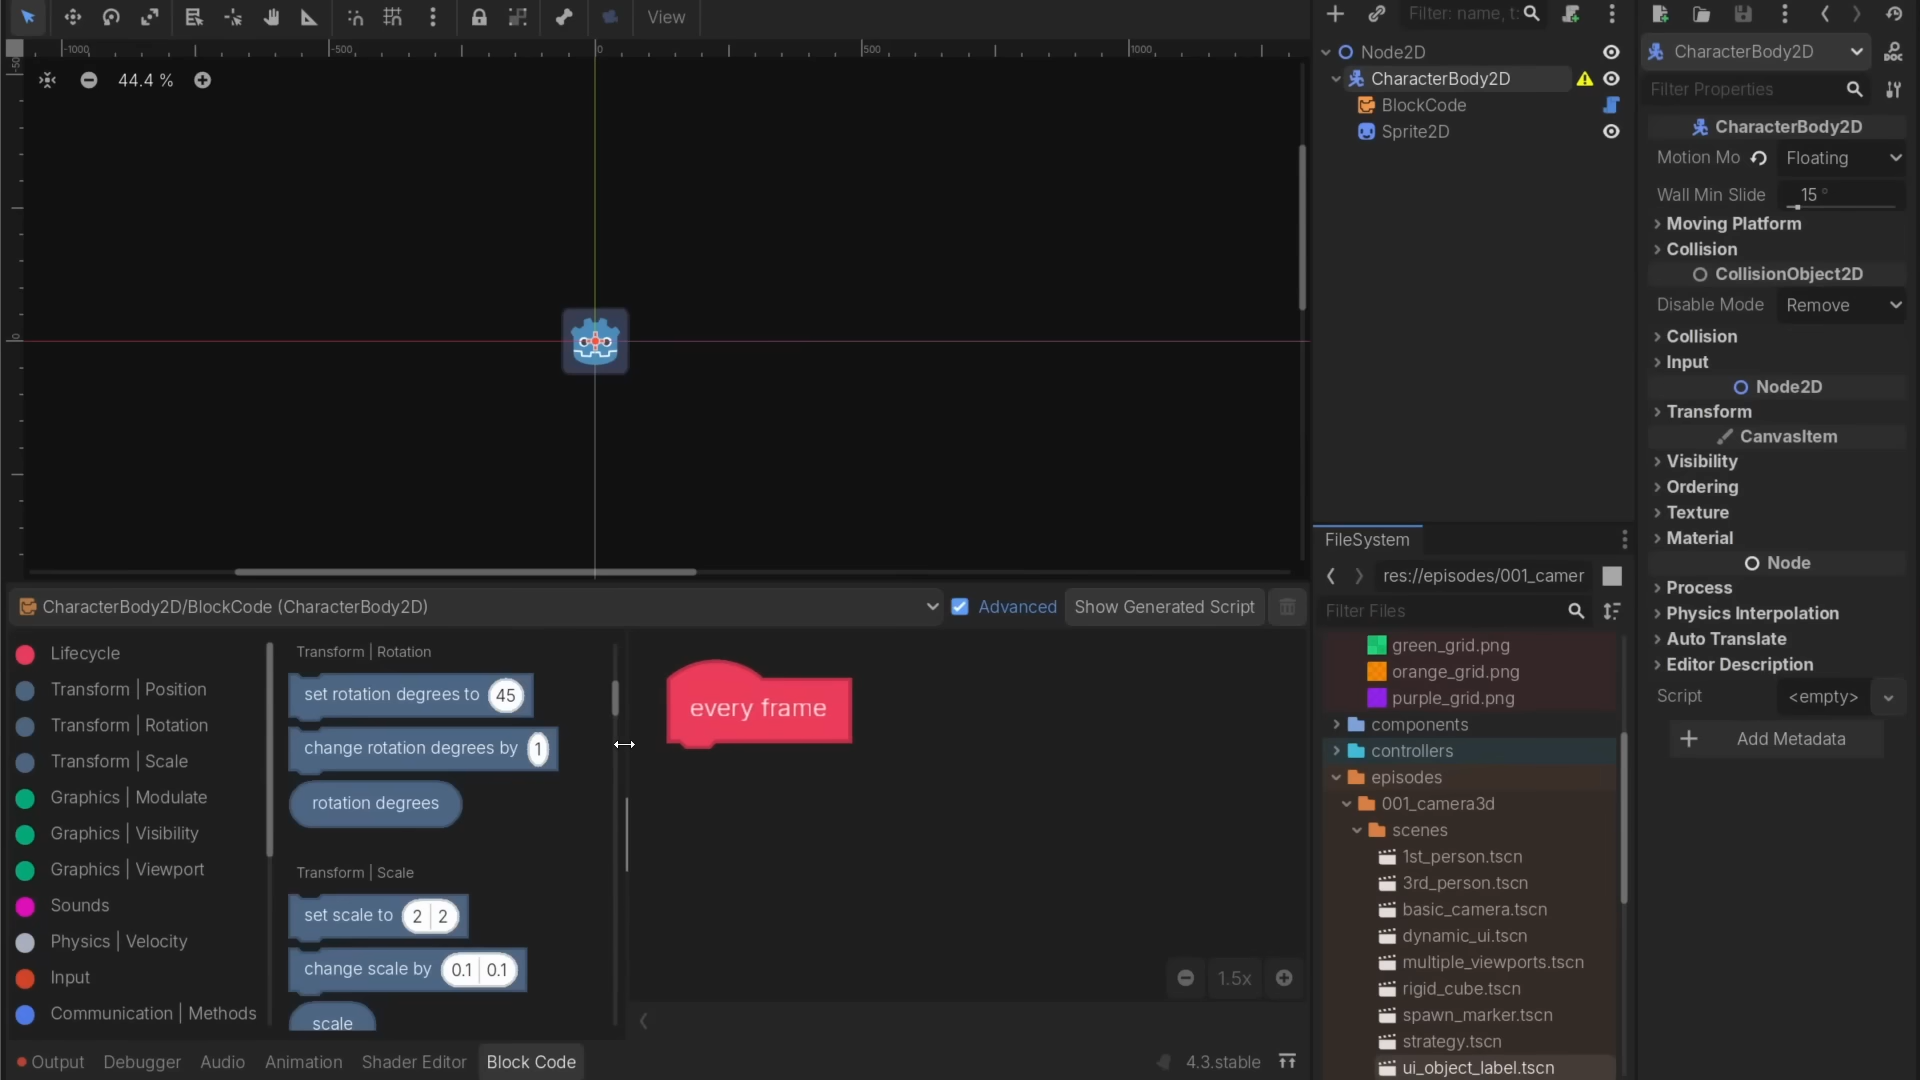 View
Filter: name, t:
-1000
-500
0
500
1000
44.4 %
Node2D
CharacterBody2D
BlockCode
Sprite2D
CharacterBody2D
Filter Properties
CharacterBody2D
Motion Mo
Floating
Wall Min Slide
15 °
Moving Platform
Collision
CollisionObject2D
Disable Mode
Remove
Collision
Input
Node2D
Transform
CanvasItem
Visibility
Ordering
Texture
Material
Node
Process
Physics Interpolation
Auto Translate
Editor Description
Script
<empty>
Add Metadata
FileSystem
res://episodes/001_camer
Filter Files
green_grid.png
orange_grid.png
purple_grid.png
components
controllers
episodes
001_camera3d
scenes
1st_person.tscn
3rd_person.tscn
basic_camera.tscn
dynamic_ui.tscn
multiple_viewports.tscn
rigid_cube.tscn
spawn_marker.tscn
strategy.tscn
ui_object_label.tscn
CharacterBody2D/BlockCode (CharacterBody2D)
Advanced
Show Generated Script
Lifecycle
Transform | Position
Transform | Rotation
Transform | Scale
Graphics | Modulate
Graphics | Visibility
Graphics | Viewport
Sounds
Physics | Velocity
Input
Communication | Methods
Transform | Rotation
set rotation degrees to 45
change rotation degrees by 1
rotation degrees
Transform | Scale
set scale to 2 2
change scale by 0.1 0.1
scale
every frame
1.5x
Output
Debugger
Audio
Animation
Shader Editor
Block Code
4.3.stable